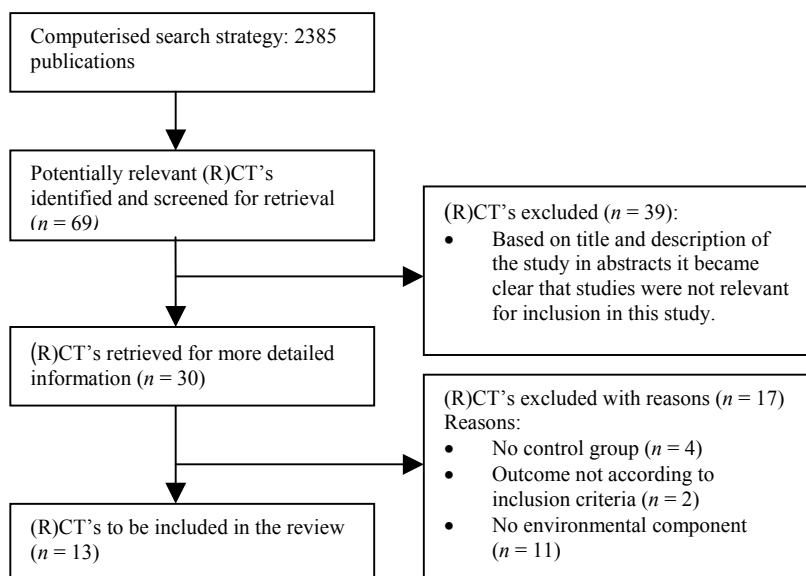 Computerised search strategy: 2385
publications
Potentially relevant (R)CT's
identified and screened for retrieval
(n = 69)
(R)CT's excluded (n = 39):
• Based on title and description of
the study in abstracts it became
clear that studies were not relevant
for inclusion in this study.
(R)CT's retrieved for more detailed
information (n = 30)
(R)CT's excluded with reasons (n = 17)
Reasons:
• No control group (n = 4)
• Outcome not according to
inclusion criteria (n = 2)
• No environmental component
(n = 11)
(R)CT's to be included in the review
(n = 13)